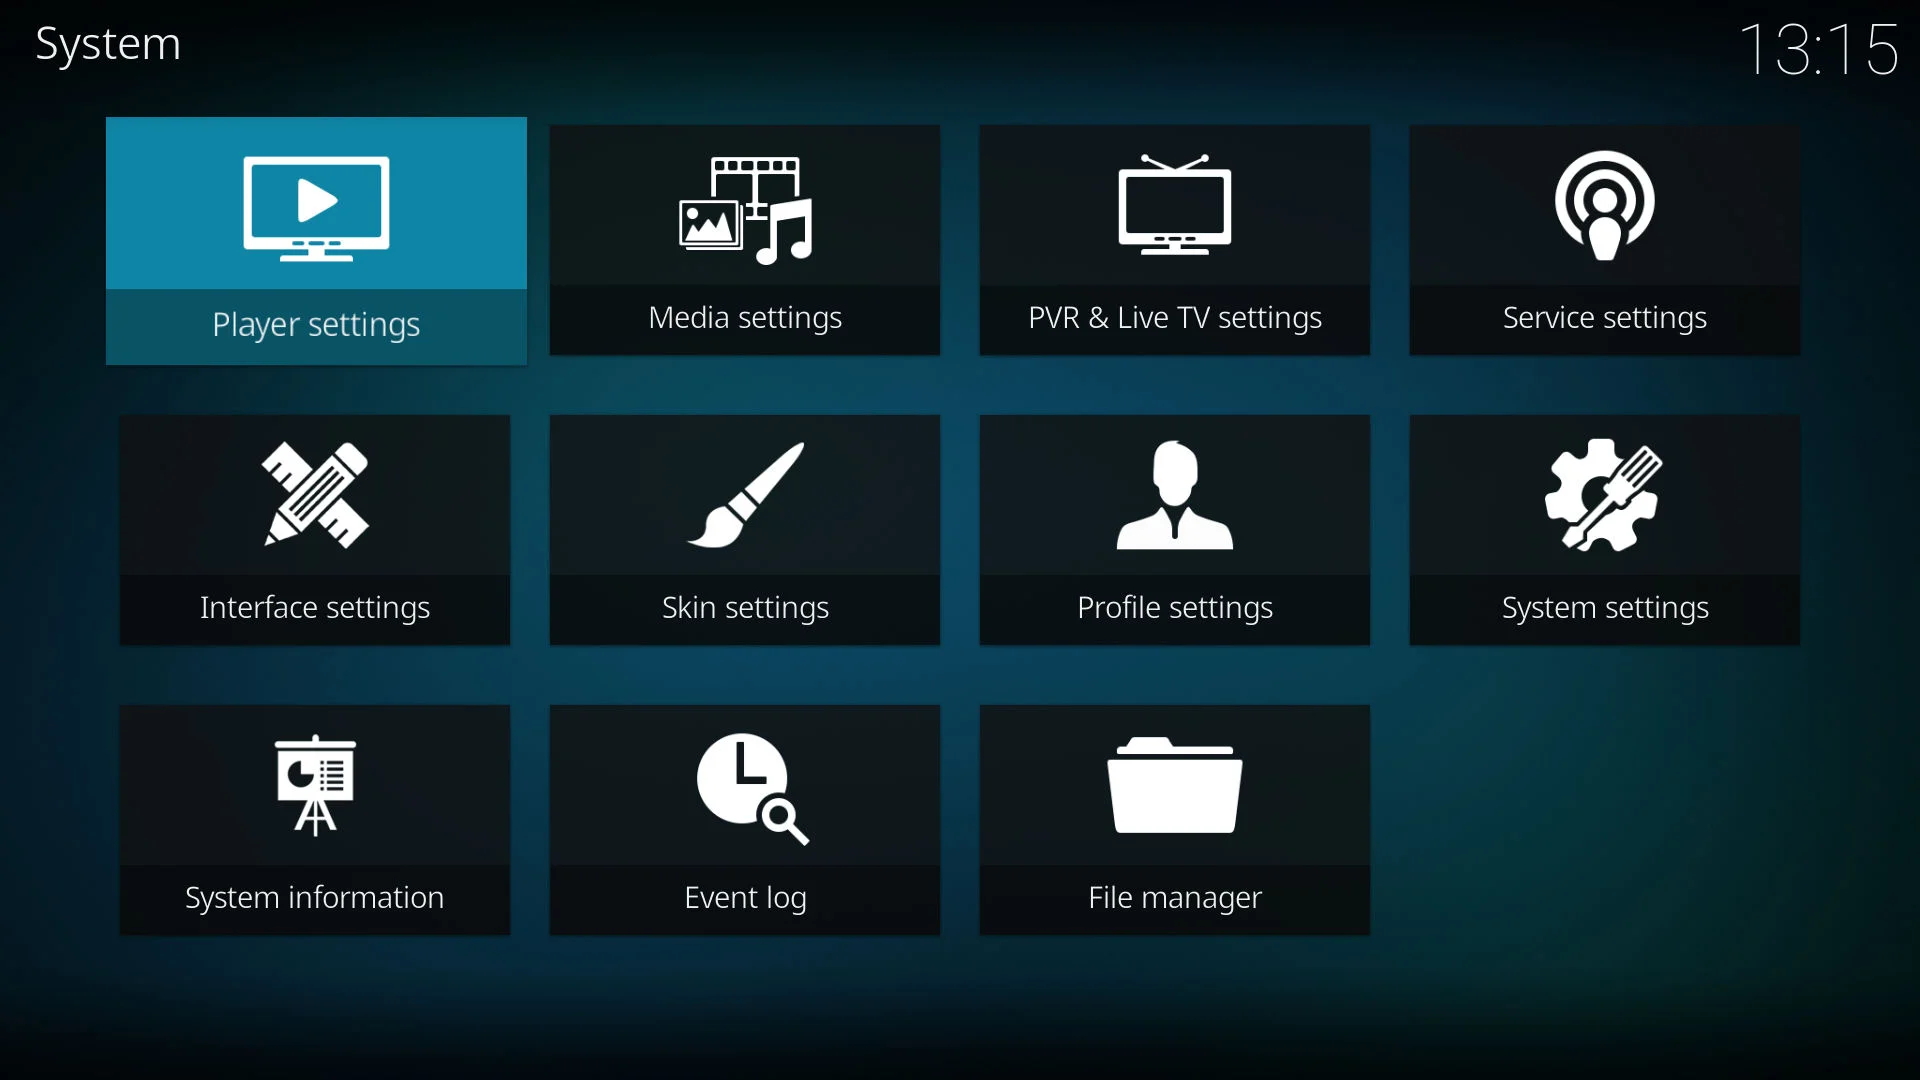 System
13:15
Player settings
Media settings
PVR & Live TV settings
Service settings
Interface settings
Skin settings
Profile settings
System settings
System information
Event log
File manager